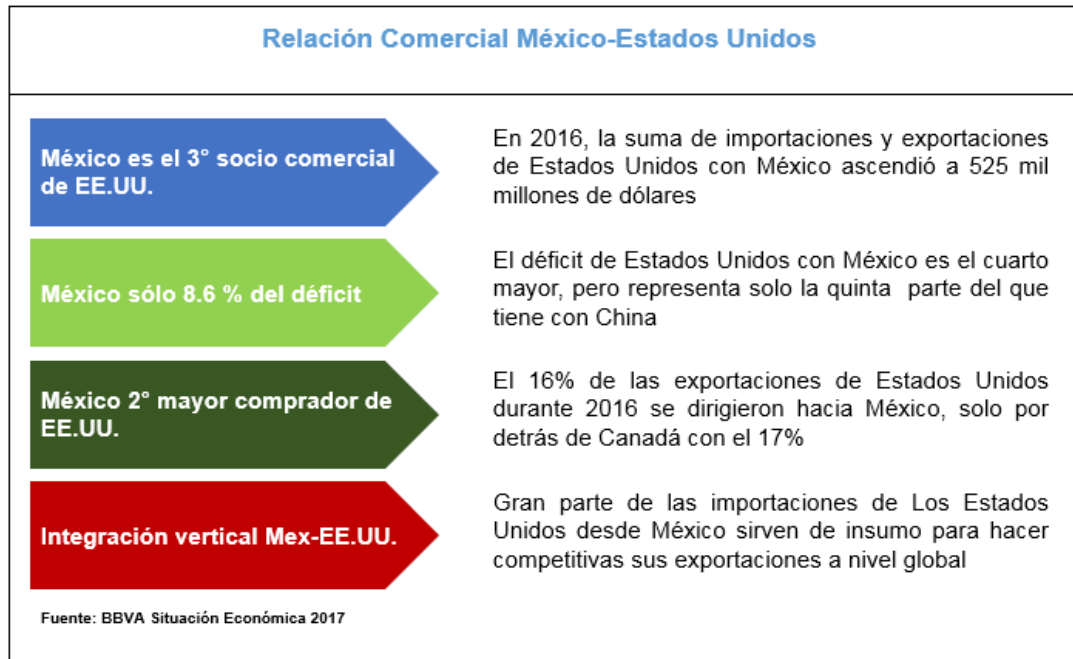 Relación Comercial México-Estados Unidos
México es el 3° socio comercial
de EE.UU.
En 2016, la suma de importaciones y exportaciones
de Estados Unidos con México ascendió a 525 mil
millones de dólares
México sólo 8.6 % del déficit
El déficit de Estados Unidos con México es el cuarto
mayor, pero representa solo la quinta parte del que
tiene con China
México 2° mayor comprador de
EE.UU.
El 16% de las exportaciones de Estados Unidos
durante 2016 se dirigieron hacia México, solo por
detrás de Canadá con el 17%
Integración vertical Mex-EE.UU.
Gran parte de las importaciones de Los Estados
Unidos desde México sirven de insumo para hacer
competitivas sus exportaciones a nivel global
Fuente: BBVA Situación Económica 2017